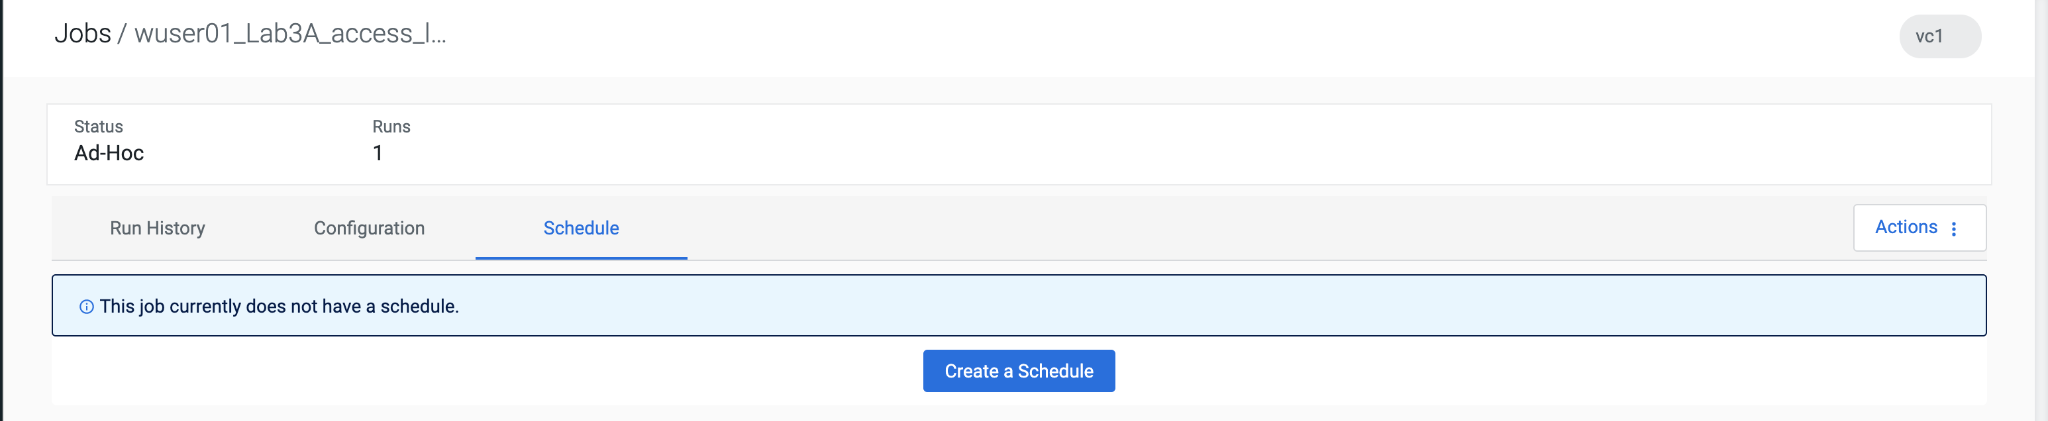 Jobs / wuser01_Lab3A_access_l...
vc1
Status
Runs
Ad-Hoc
1
Run History
Configuration
Schedule
Actions
This job currently does not have a schedule.
Create a Schedule